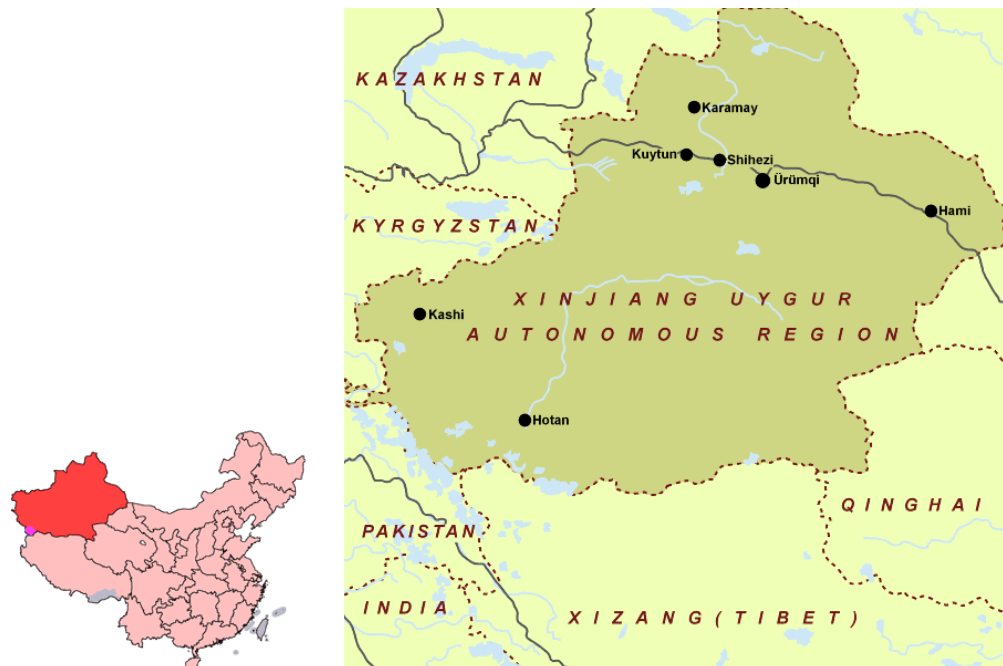 KAZAKHSTAN
Karamay
Kuytun
Shihezi
Ürümqi
Hami
KYRGYZSTAN
XINJIANG UYGUR
AUTONOMOUS REGION
Kashi
Hotan
QINGHAI
PAKISTAN
INDIA
XIZANG (TIBET)